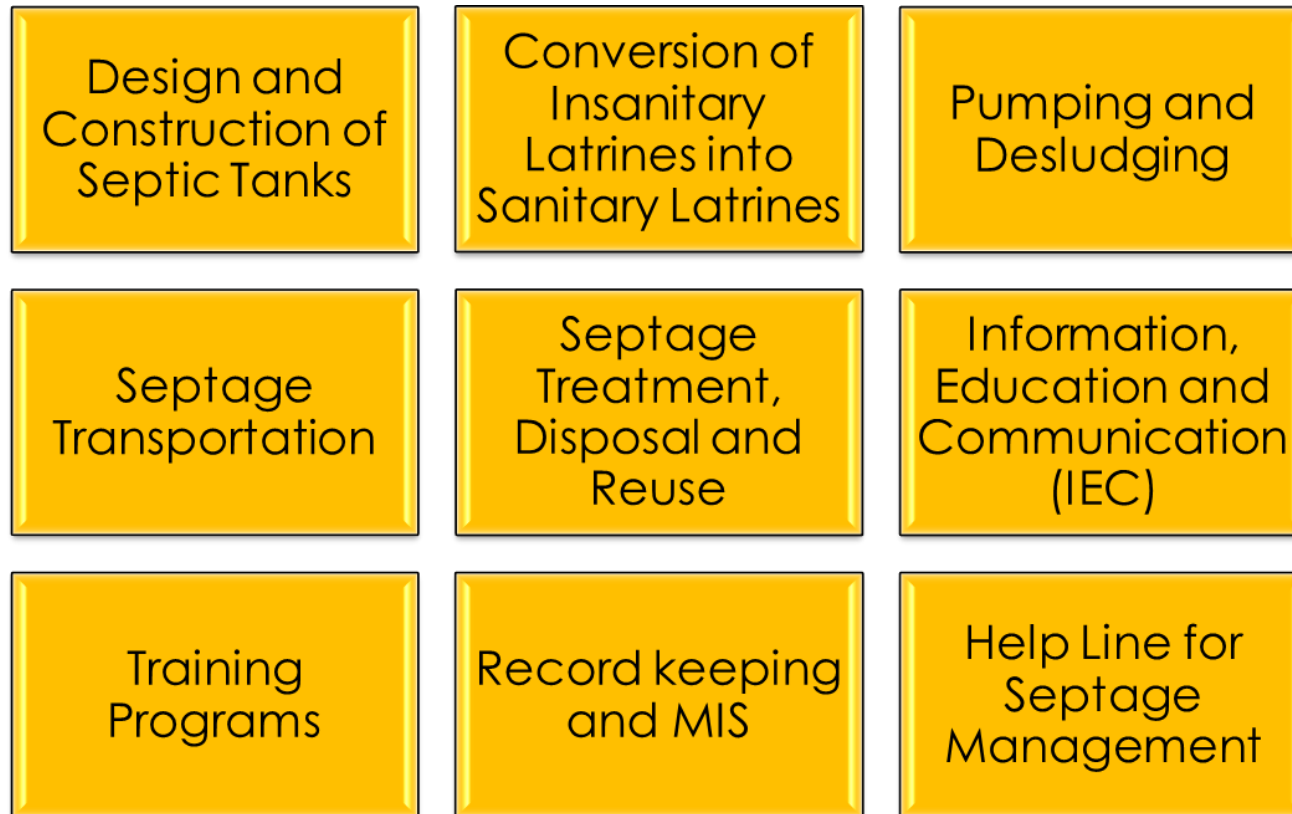 Design and
Construction of
Septic Tanks
Conversion of
Insanitary
Latrines into
Sanitary Latrines
Pumping and
Desludging
Septage
Transportation
Septage
Treatment,
Disposal and
Reuse
Information,
Education and
Communication
(IEC)
Training
Programs
Record keeping
and MIS
Help Line for
Septage
Management